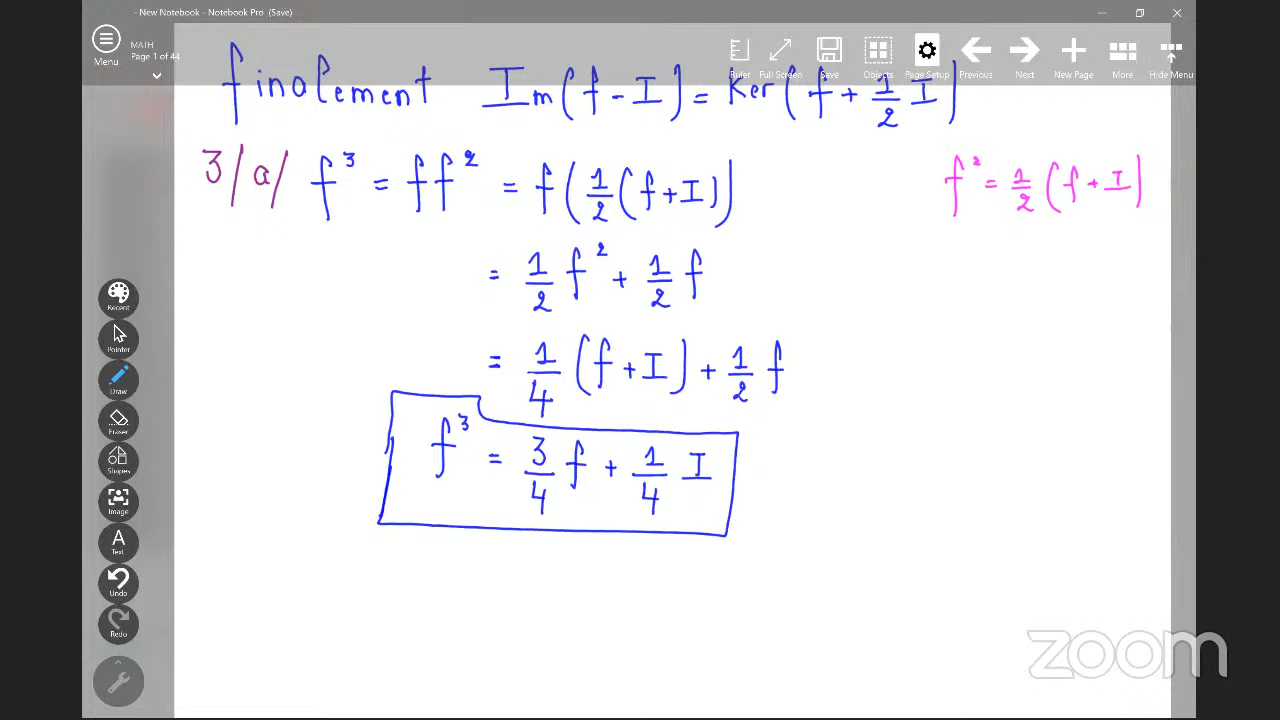 - New Notebook - Notebook Pro (Save)
Menu
MATH
Page 1 of 44
Ruler
Full Screen
Save
Objects
Page Setup
Previous
Next
New Page
More
Hide Menu
finalement Im(f - I) = Ker(f + 1/2 I)
3/a/ f³ = ff² = f(1/2(f+I))
f² = 1/2 (f+I)
= 1/2 f² + 1/2 f
= 1/4 (f+I) + 1/2 f
f³ = 3/4 f + 1/4 I
Recent
Pointer
Draw
Eraser
Shapes
Image
A
Text
Undo
Redo
zoom